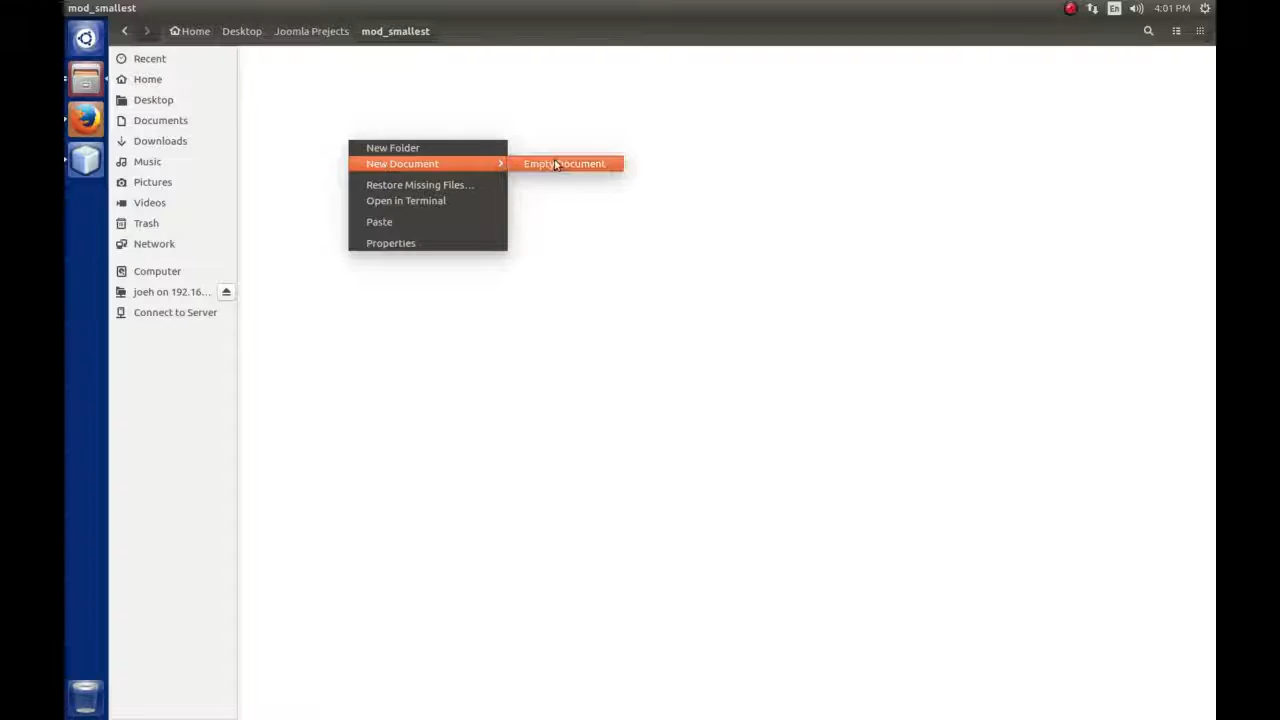 mod_smallest
En
4:01 PM
Home
Desktop
Joomla Projects
mod_smallest
Recent
Home
Desktop
Documents
Downloads
Music
Pictures
Videos
Trash
Network
Computer
joeh on 192.16...
Connect to Server
New Folder
New Document
Empty Document
Restore Missing Files...
Open in Terminal
Paste
Properties